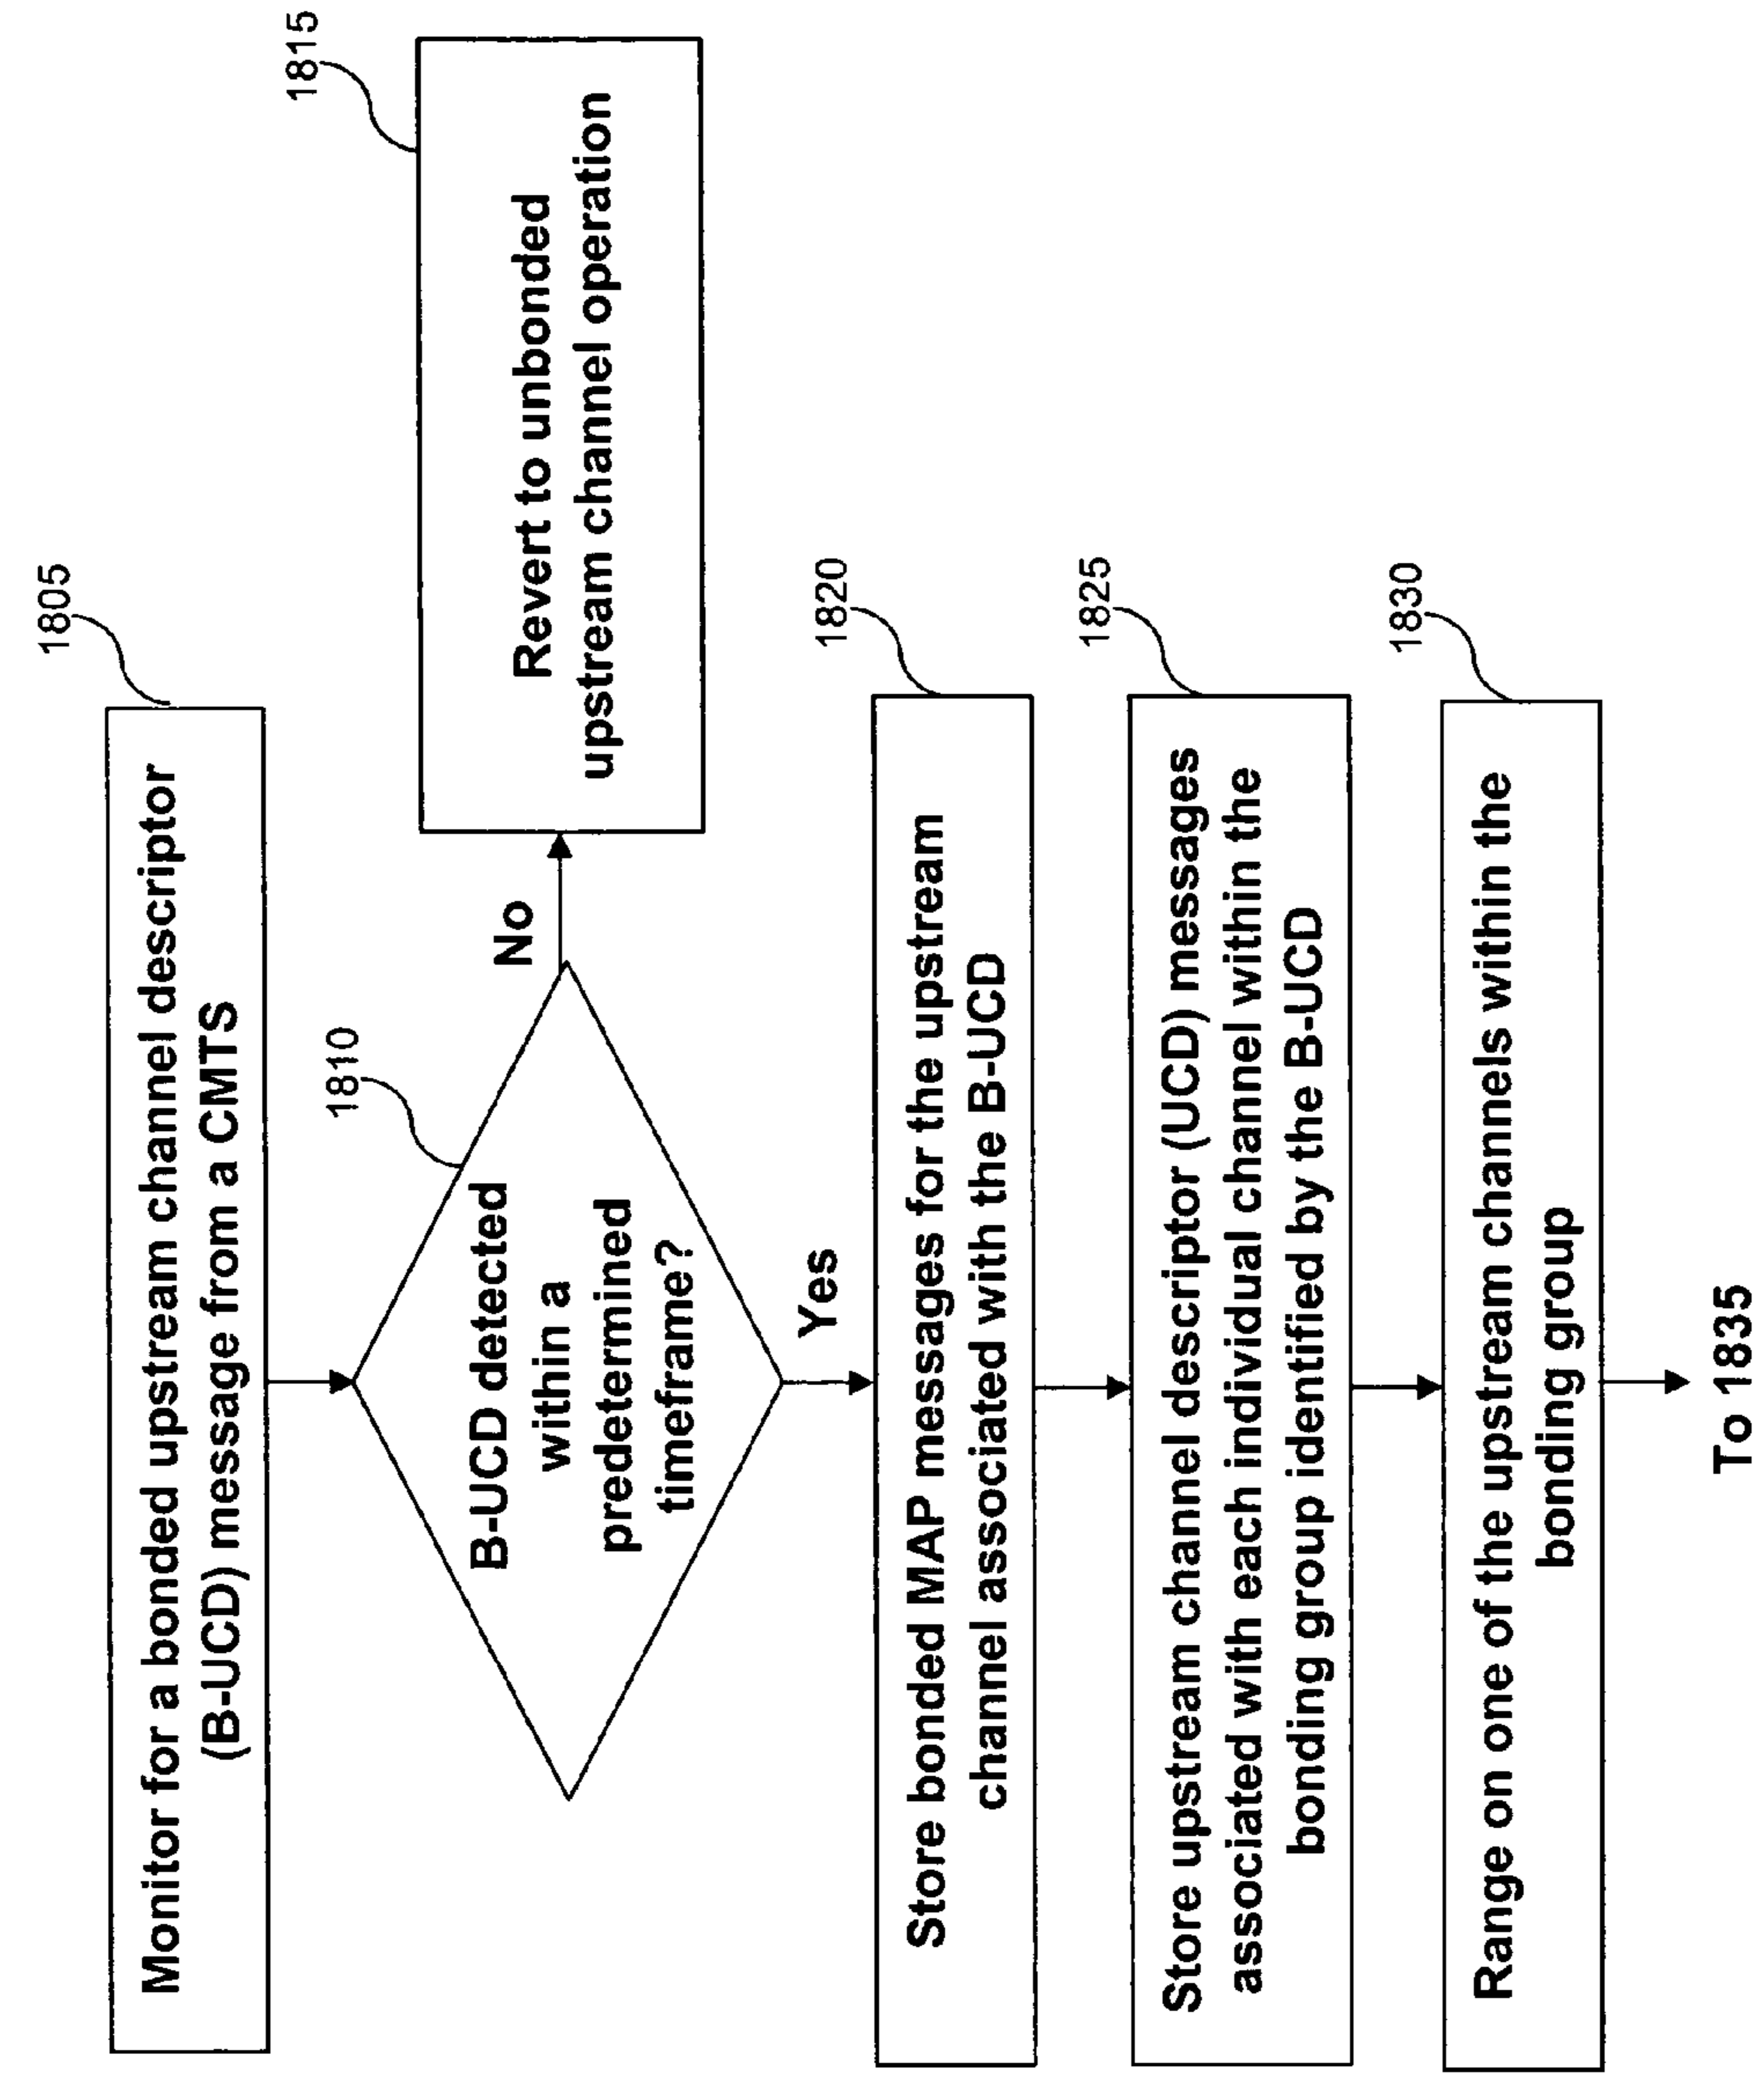 1805
Monitor for a bonded upstream channel descriptor
(B-UCD) message from a CMTS
1810
B-UCD detected
within a
predetermined
timeframe?
No
1815
Revert to unbonded
upstream channel operation
Yes
1820
Store bonded MAP messages for the upstream
channel associated with the B-UCD
1825
Store upstream channel descriptor (UCD) messages
associated with each individual channel within the
bonding group identified by the B-UCD
1830
Range on one of the upstream channels within the
bonding group
To 1835